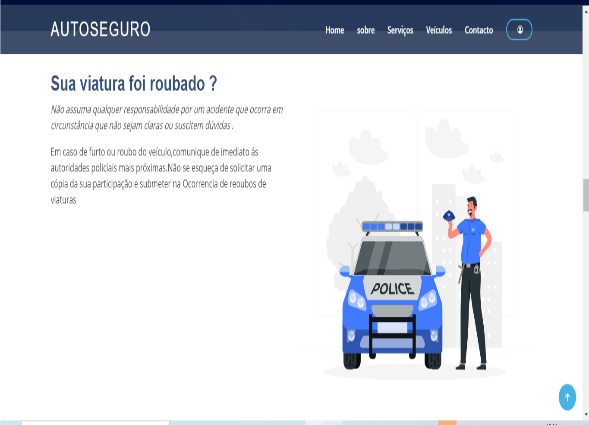 AUTOSEGURO
Home sobre Serviços Veículos Contacto
Sua viatura foi roubado ?
Não assuma qualquer responsabilidade por um acidente que ocorra em
circunstância que não sejam claras ou suscitem dúvidas .
Em caso de furto ou roubo do veículo,comunique de imediato ás
autoridades policiais mais próximas.Não se esqueça de solicitar uma
cópia da sua participação e submeter na Ocorrencia de reoubos de
viaturas
POLICE